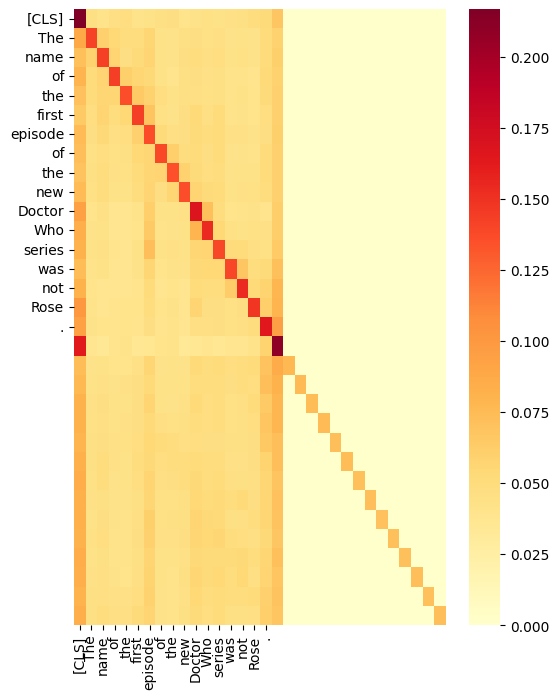 [CLS]
The
name
of
the
first
episode
of
the
new
Doctor
Who
series
was
not
Rose
.
0.200
0.175
0.150
0.125
0.100
0.075
0.050
0.025
0.000
[CLS]
The
name
of
the
first
episode
of
the
new
Doctor
Who
series
was
not
Rose
.